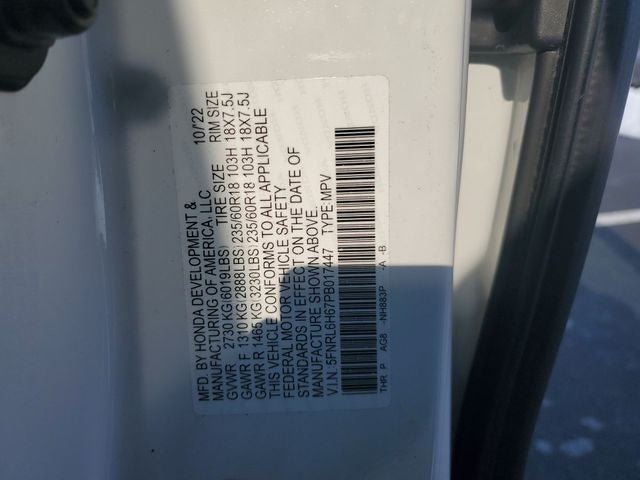 MFD. BY HONDA DEVELOPMENT &
MANUFACTURING OF AMERICA, LLC 10/22
GVWR 2730 KG(6019LBS) TIRE SIZE RIM SIZE
GAWR F 1310 KG(2888LBS) 235/60R18 103H 18X7.5J
GAWR R 1465 KG(3230LBS) 235/60R18 103H 18X7.5J
THIS VEHICLE CONFORMS TO ALL APPLICABLE
FEDERAL MOTOR VEHICLE SAFETY
STANDARDS IN EFFECT ON THE DATE OF
MANUFACTURE SHOWN ABOVE.
V.I.N: 5FNRL6H67PB017447 TYPE:MPV
THR P AG8 -NH883P -A -B